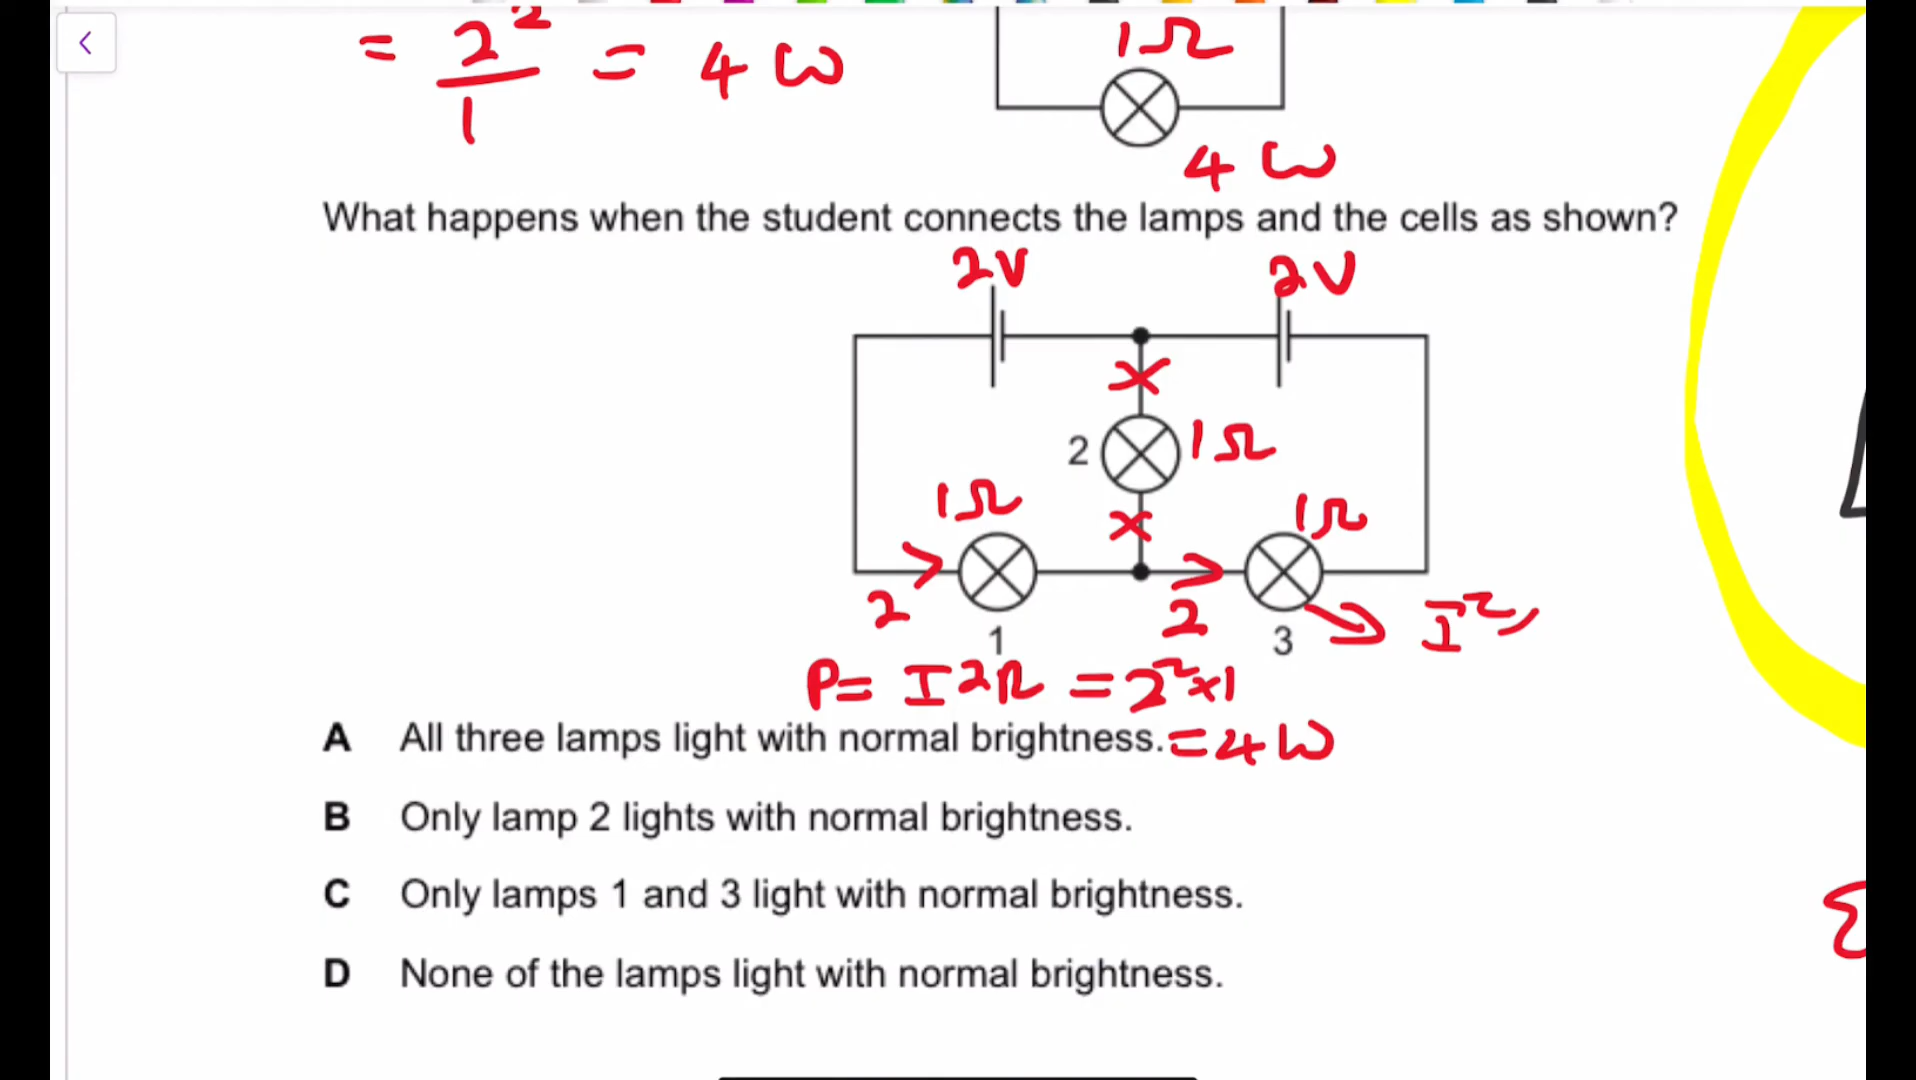 = 2² / 1 = 4 W
1Ω
4 W
What happens when the student connects the lamps and the cells as shown?
2V 2V
2 1Ω
1Ω 1Ω
2 2
1 3 I²
P = I²R = 2² x 1
A All three lamps light with normal brightness. = 4 W
B Only lamp 2 lights with normal brightness.
C Only lamps 1 and 3 light with normal brightness.
D None of the lamps light with normal brightness.